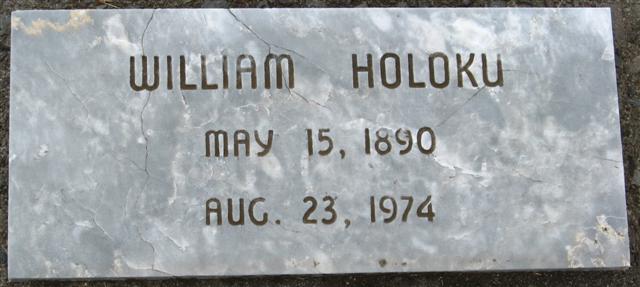 WILLIAM HOLOKU
MAY 15, 1890
AUG. 23, 1974